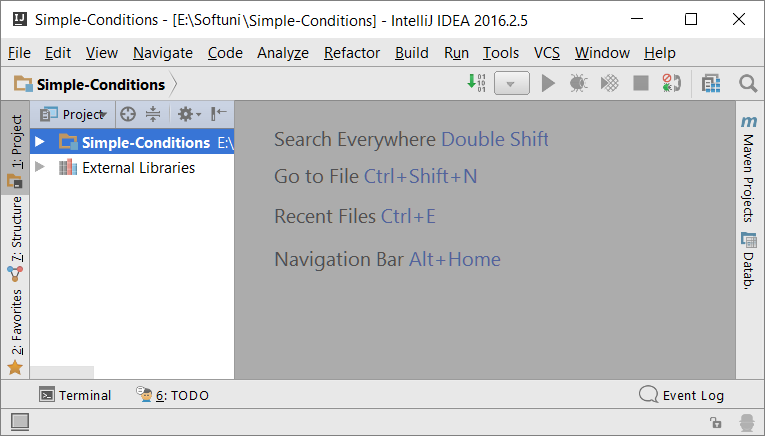 Simple-Conditions - [E:\Softuni\Simple-Conditions] - IntelliJ IDEA 2016.2.5
File Edit View Navigate Code Analyze Refactor Build Run Tools VCS Window Help
Simple-Conditions
1: Project
7: Structure
2: Favorites
Project
Simple-Conditions E:\
External Libraries
Search Everywhere Double Shift
Go to File Ctrl+Shift+N
Recent Files Ctrl+E
Navigation Bar Alt+Home
Maven Projects
Datab.
Terminal
6: TODO
Event Log